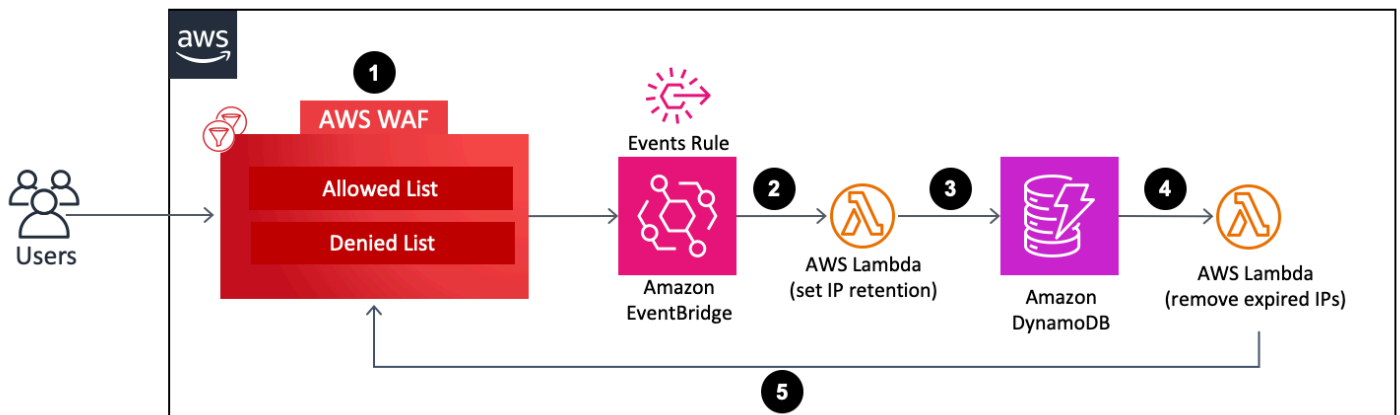 aws
1
AWS WAF
Allowed List
Denied List
Users
Events Rule
Amazon
EventBridge
2
AWS Lambda
(set IP retention)
3
Amazon
DynamoDB
4
AWS Lambda
(remove expired IPs)
5